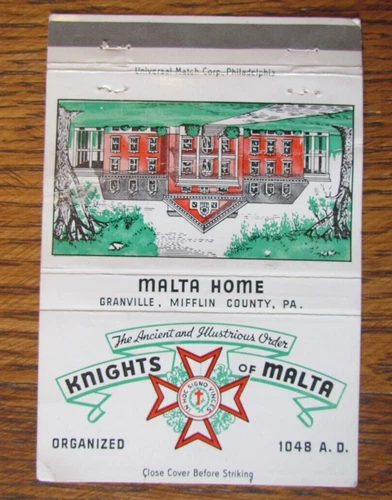 Universal Match Corp., Philadelphia
MALTA HOME
GRANVILLE, MIFFLIN COUNTY, PA.
The Ancient and Illustrious Order
KNIGHTS OF MALTA
IN HOC SIGNO VINCES
ORGANIZED 1048 A.D.
Close Cover Before Striking